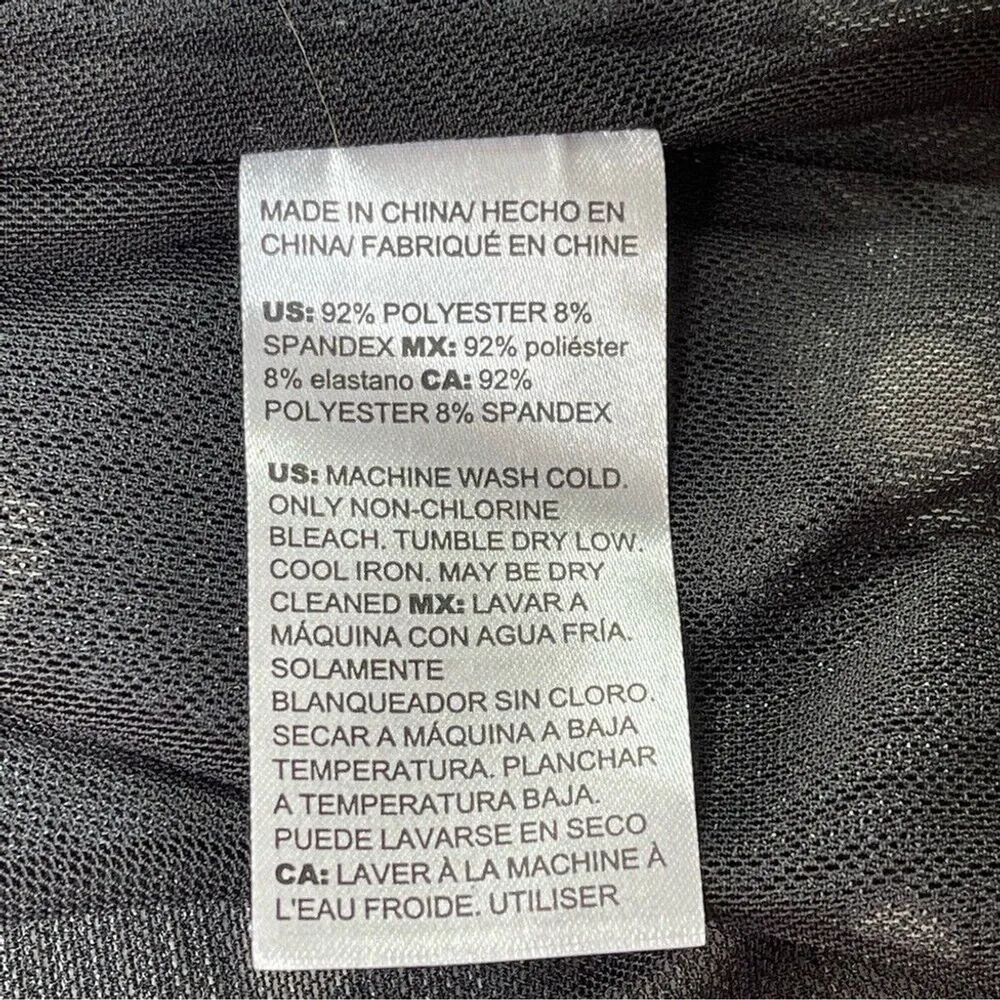 MADE IN CHINA/ HECHO EN
CHINA/ FABRIQUÉ EN CHINE
US: 92% POLYESTER 8%
SPANDEX MX: 92% poliéster
8% elastano CA: 92%
POLYESTER 8% SPANDEX
US: MACHINE WASH COLD.
ONLY NON-CHLORINE
BLEACH. TUMBLE DRY LOW.
COOL IRON. MAY BE DRY
CLEANED MX: LAVAR A
MÁQUINA CON AGUA FRÍA.
SOLAMENTE
BLANQUEADOR SIN CLORO.
SECAR A MÁQUINA A BAJA
TEMPERATURA. PLANCHAR
A TEMPERATURA BAJA.
PUEDE LAVARSE EN SECO
CA: LAVER À LA MACHINE À
L'EAU FROIDE. UTILISER